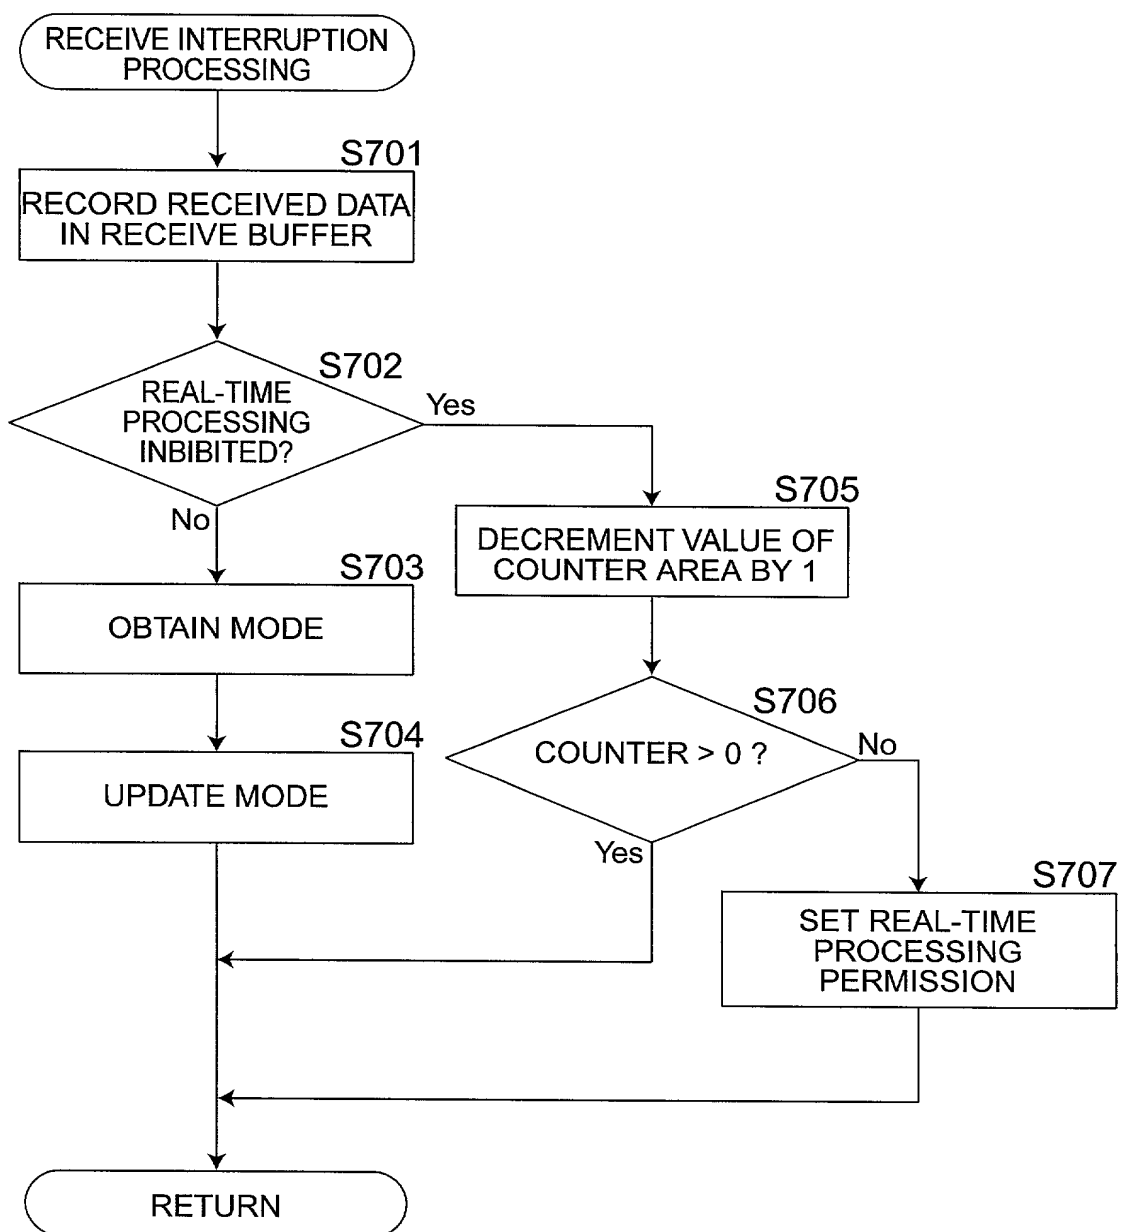 RECEIVE INTERRUPTION
PROCESSING
S701
RECORD RECEIVED DATA
IN RECEIVE BUFFER
S702
REAL-TIME
PROCESSING
INBIBITED?
Yes
No
S703
OBTAIN MODE
S704
UPDATE MODE
S705
DECREMENT VALUE OF
COUNTER AREA BY 1
S706
COUNTER > 0 ?
No
Yes
S707
SET REAL-TIME
PROCESSING
PERMISSION
RETURN